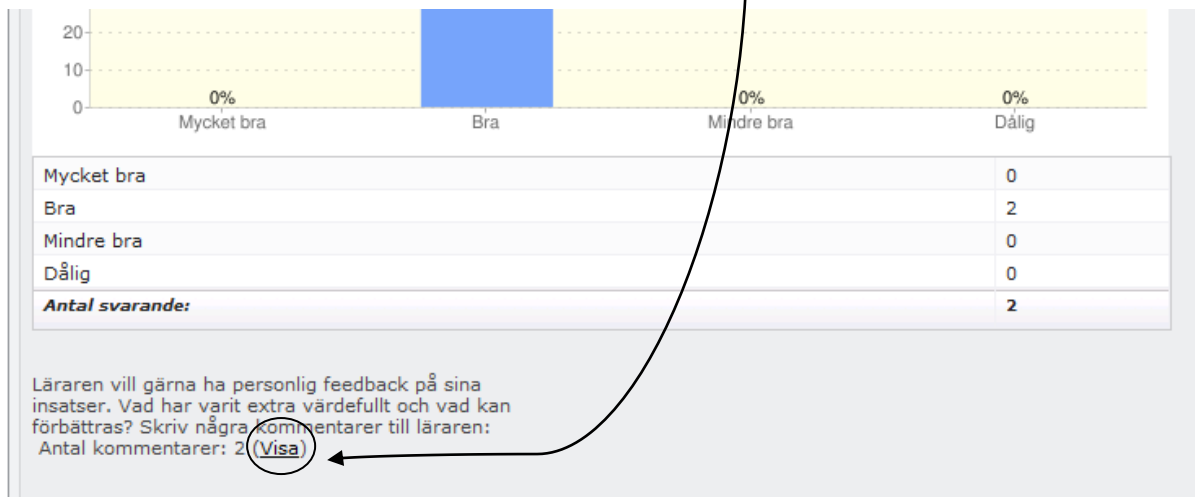 20
10
0
0% 0% 0%
Mycket bra Bra Mindre bra Dålig
Mycket bra 0
Bra 2
Mindre bra 0
Dålig 0
Antal svarande: 2
Läraren vill gärna ha personlig feedback på sina
insatser. Vad har varit extra värdefullt och vad kan
förbättras? Skriv några kommentarer till läraren:
Antal kommentarer: 2 (Visa)